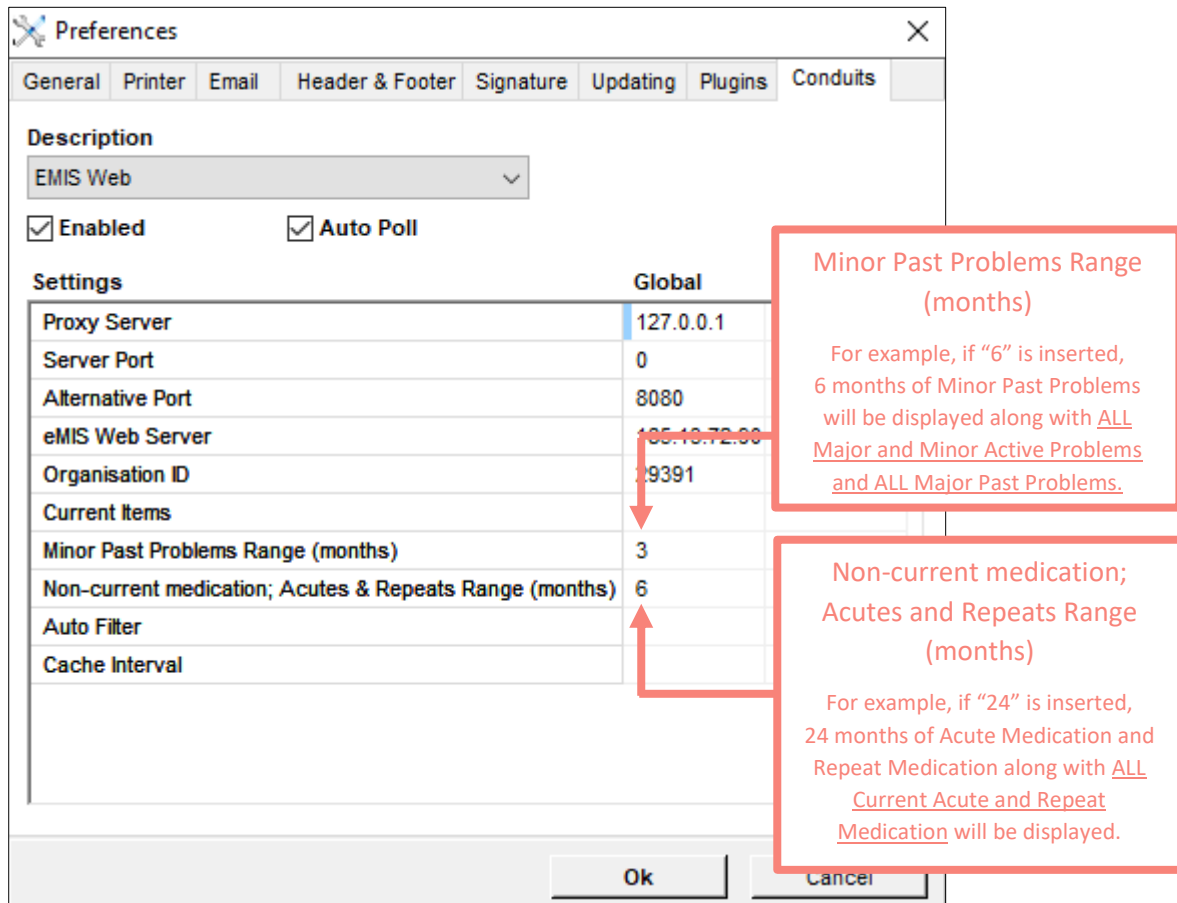 Preferences
General Printer Email Header & Footer Signature Updating Plugins Conduits
Description
EMIS Web
Enabled Auto Poll
Settings Global
Proxy Server 127.0.0.1
Server Port 0
Alternative Port 8080
eMIS Web Server
Organisation ID 29391
Current Items
Minor Past Problems Range (months) 3
Non-current medication; Acutes & Repeats Range (months) 6
Auto Filter
Cache Interval
Ok Cancel
Minor Past Problems Range
(months)
For example, if “6” is inserted,
6 months of Minor Past Problems
will be displayed along with ALL
Major and Minor Active Problems
and ALL Major Past Problems.
Non-current medication;
Acutes and Repeats Range
(months)
For example, if “24” is inserted,
24 months of Acute Medication and
Repeat Medication along with ALL
Current Acute and Repeat
Medication will be displayed.